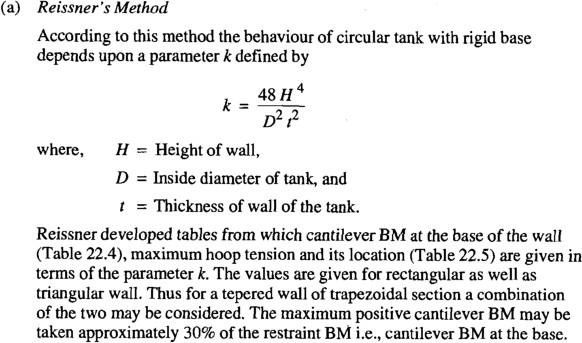 (a) Reissner's Method
According to this method the behaviour of circular tank with rigid base
depends upon a parameter k defined by
k = 48 H⁴ / D² t²
where, H = Height of wall,
D = Inside diameter of tank, and
t = Thickness of wall of the tank.
Reissner developed tables from which cantilever BM at the base of the wall
(Table 22.4), maximum hoop tension and its location (Table 22.5) are given in
terms of the parameter k. The values are given for rectangular as well as
triangular wall. Thus for a tepered wall of trapezoidal section a combination
of the two may be considered. The maximum positive cantilever BM may be
taken approximately 30% of the restraint BM i.e., cantilever BM at the base.